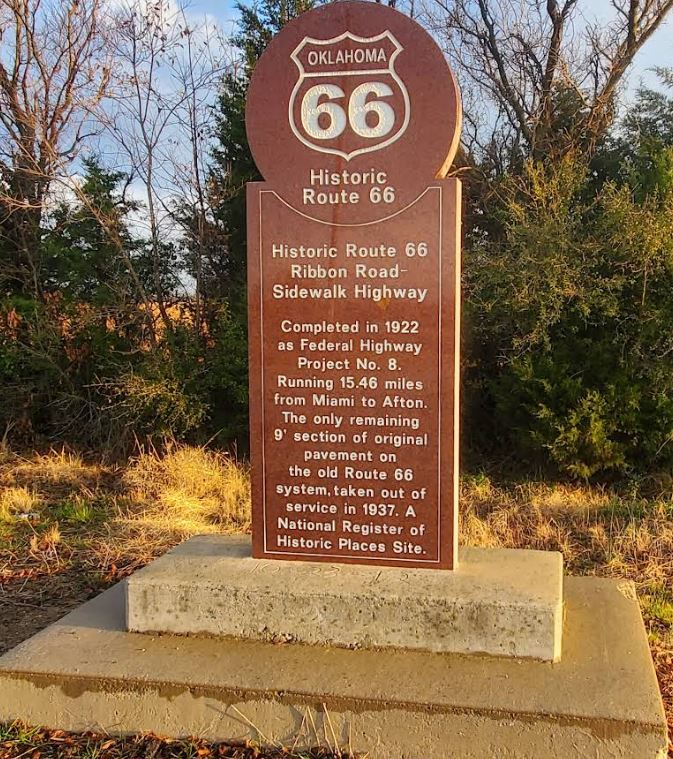 OKLAHOMA
66
Historic
Route 66
Historic Route 66
Ribbon Road-
Sidewalk Highway
Completed in 1922
as Federal Highway
Project No. 8.
Running 15.46 miles
from Miami to Afton.
The only remaining
9' section of original
pavement on
the old Route 66
system, taken out of
service in 1937. A
National Register of
Historic Places Site.